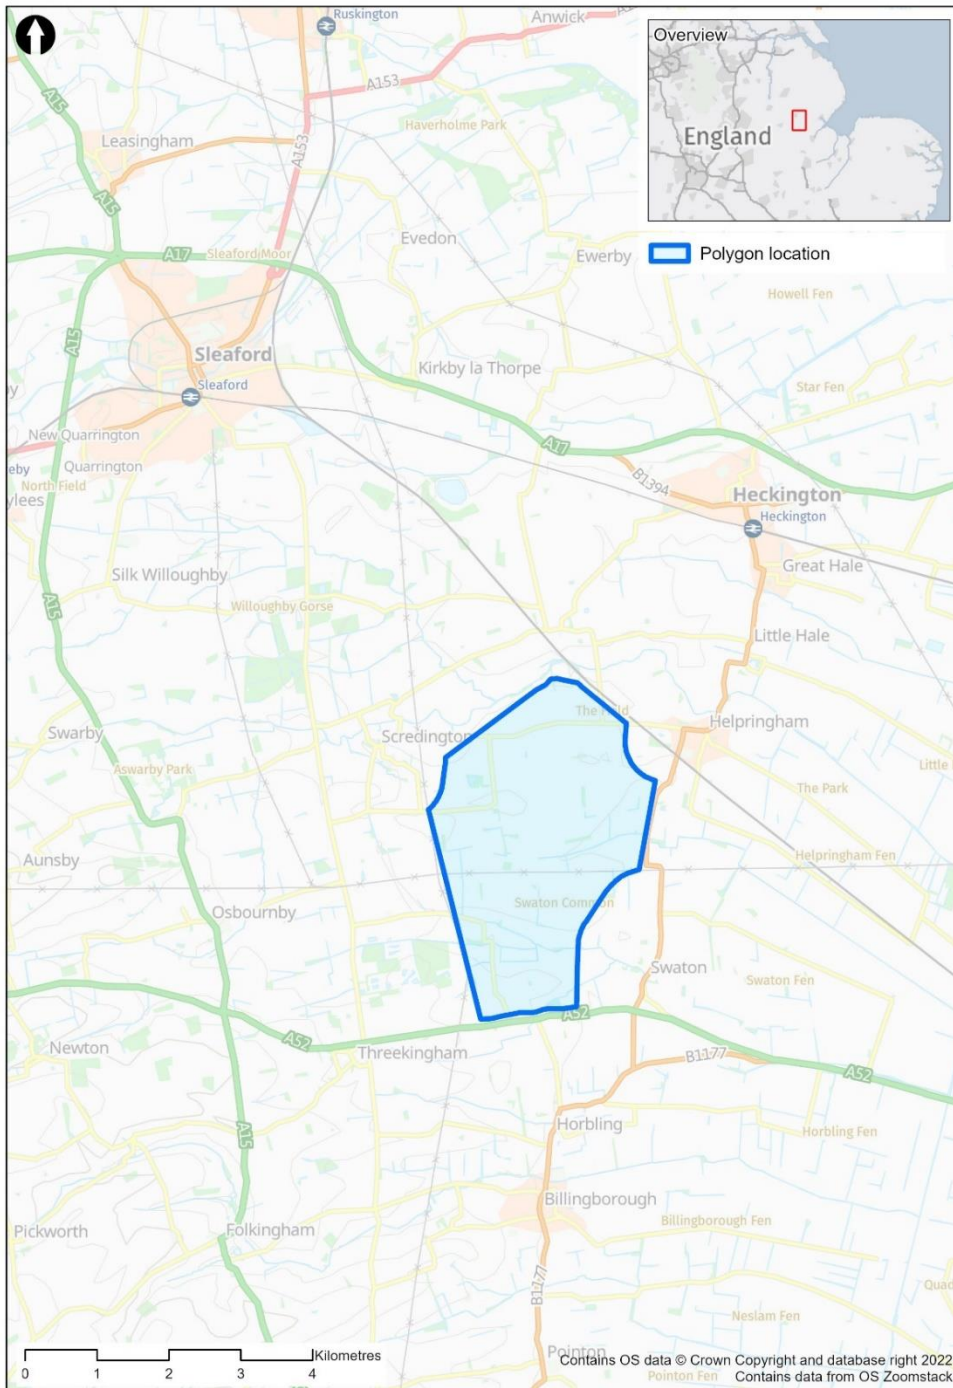 Ruskington
Anwick
Overview
England
Polygon location
A15
A153
Leasingham
Haverholme Park
A153
A15
Evedon
Ewerby
A17
Sleaford Moor
Howell Fen
A15
Sleaford
Sleaford
Kirkby la Thorpe
Star Fen
New Quarrington
Quarrington
A17
B1394
North Field
Heckington
Heckington
Great Hale
Silk Willoughby
Willoughby Gorse
A15
Little Hale
The
Helpringham
Swarby
Scredington
Aswarby Park
The Park
Aunsby
Helpringham Fen
Osbournby
Swaton Common
Swaton
Swaton Fen
A52
A52
Newton
Threekingham
B1177
A52
A15
Horbling
Horbling Fen
Billingborough
Pickworth
Folkingham
Billingborough Fen
B1177
Neslam Fen
Pointon
Pointon Fen
Kilometres
0 1 2 3 4
Contains OS data © Crown Copyright and database right 2022
Contains data from OS Zoomstack